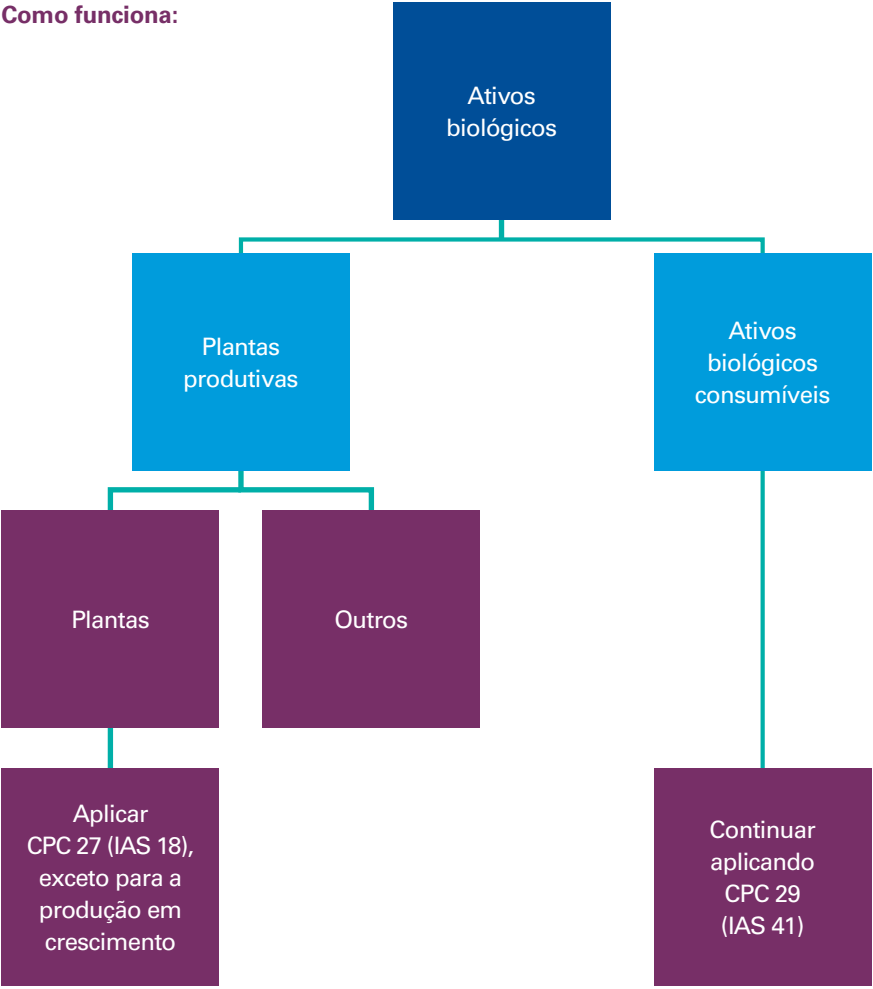 Como funciona:
Ativos
biológicos
Plantas
produtivas
Ativos
biológicos
consumíveis
Plantas
Outros
Aplicar
CPC 27 (IAS 18),
exceto para a
produção em
crescimento
Continuar
aplicando
CPC 29
(IAS 41)